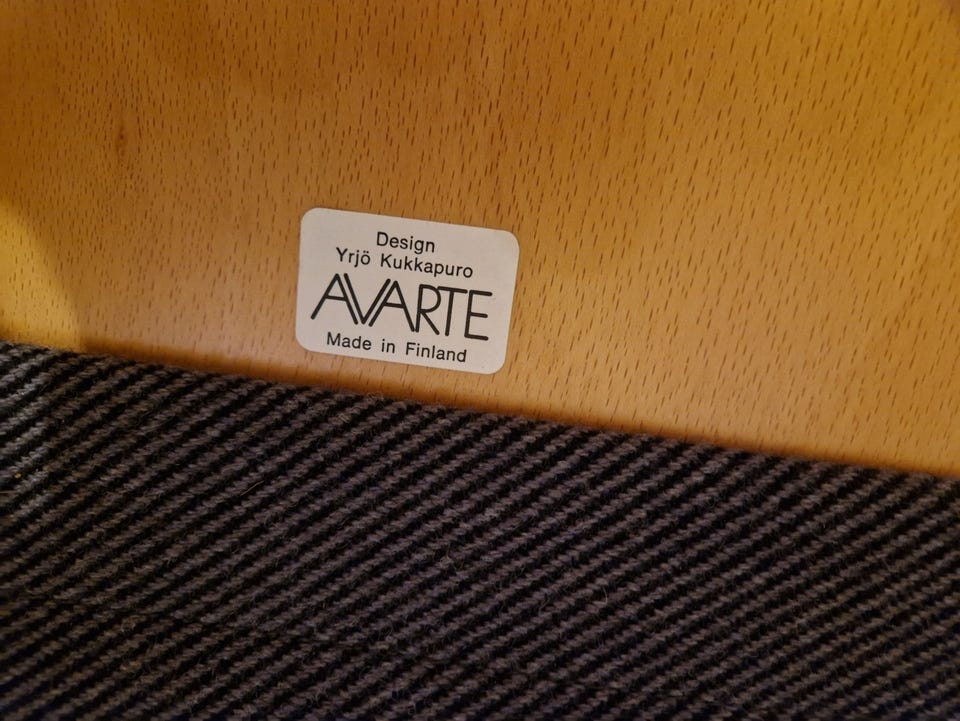 Design
Yrjö Kukkapuro
AVARTE
Made in Finland